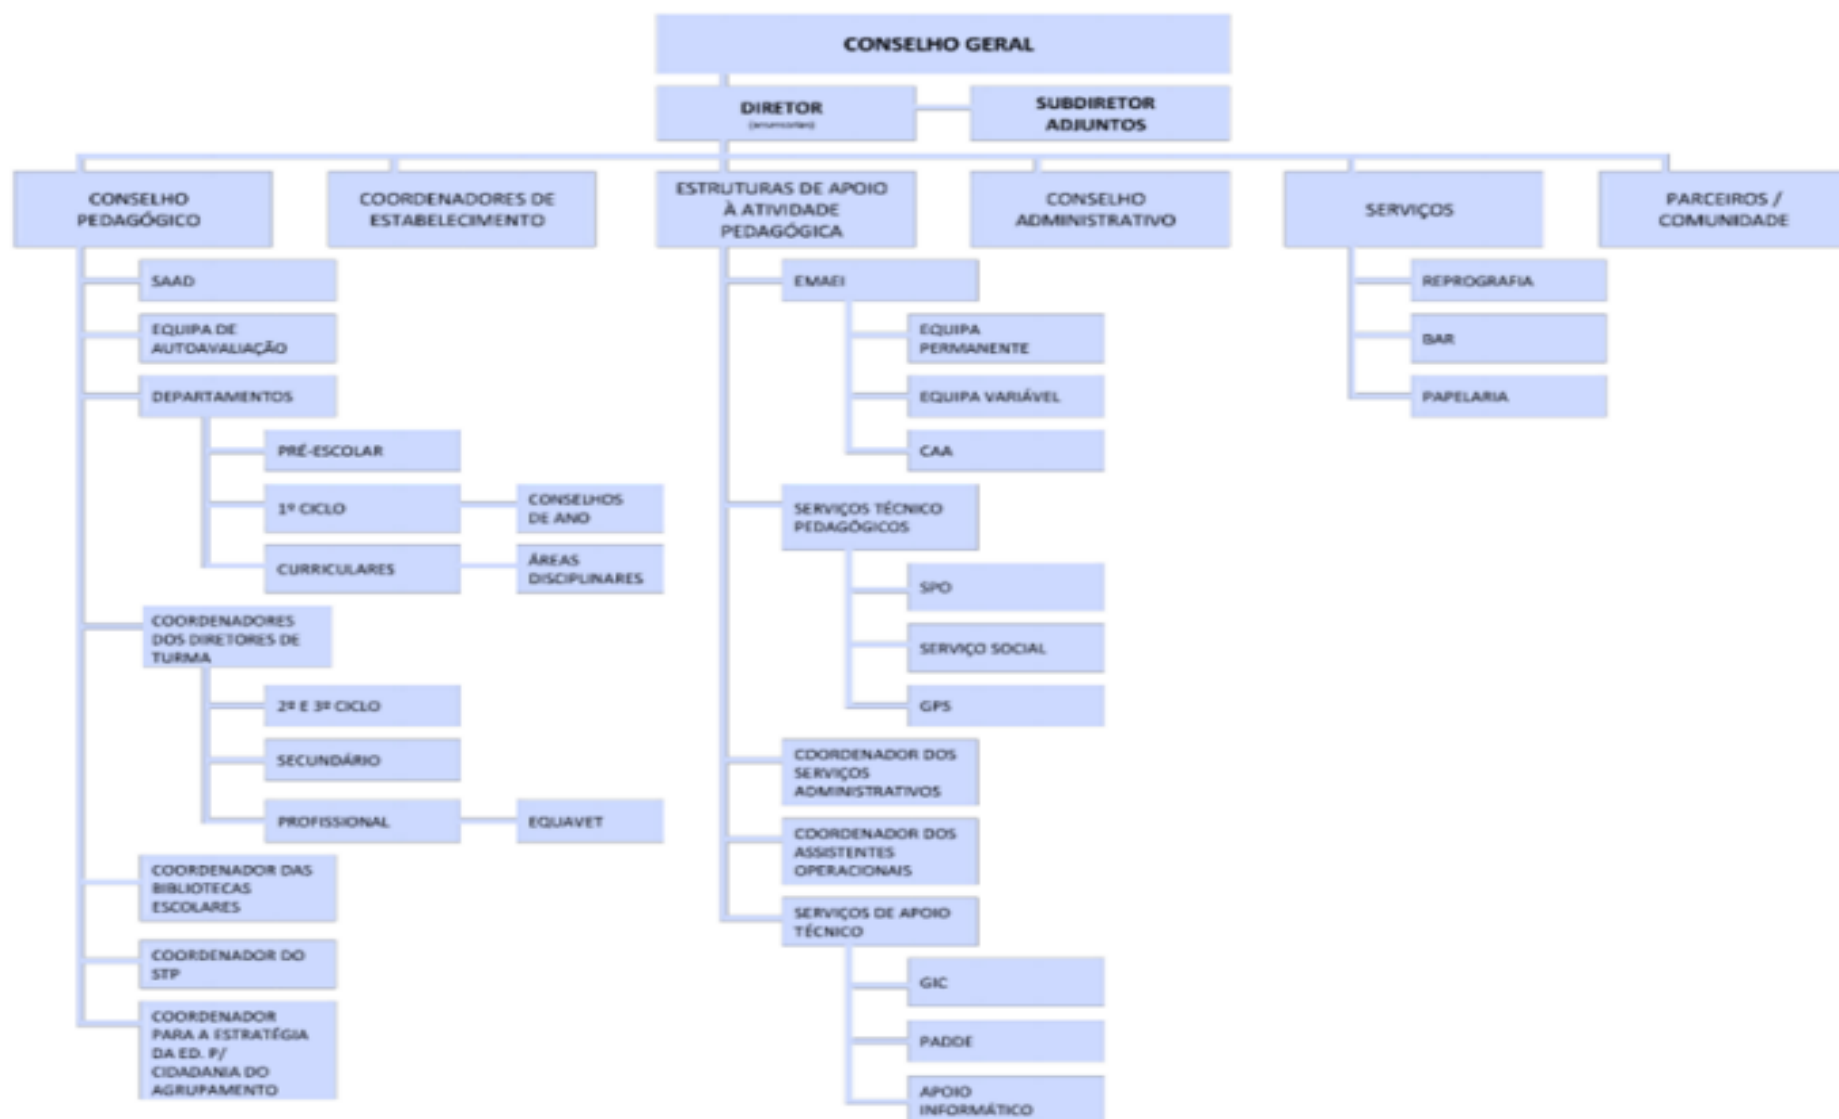 CONSELHO GERAL
DIRETOR
SUBDIRETOR
ADJUNTOS
CONSELHO
PEDAGÓGICO
COORDENADORES DE
ESTABELECIMENTO
ESTRUTURAS DE APOIO
À ATIVIDADE
PEDAGÓGICA
CONSELHO
ADMINISTRATIVO
SERVIÇOS
PARCEIROS /
COMUNIDADE
SAAD
EQUIPA DE
AUTOAVALIAÇÃO
DEPARTAMENTOS
PRÉ-ESCOLAR
1º CICLO
CONSELHOS
DE ANO
CURRICULARES
ÁREAS
DISCIPLINARES
COORDENADORES
DOS DIRETORES DE
TURMA
2º E 3º CICLO
SECUNDÁRIO
PROFISSIONAL
EQUAVET
COORDENADOR DAS
BIBLIOTECAS
ESCOLARES
COORDENADOR DO
STP
COORDENADOR
PARA A ESTRATÉGIA
DA ED. P/
CIDADANIA DO
AGRUPAMENTO
EMAEI
EQUIPA
PERMANENTE
EQUIPA VARIÁVEL
CAA
SERVIÇOS TÉCNICO
PEDAGÓGICOS
SPO
SERVIÇO SOCIAL
GPS
COORDENADOR DOS
SERVIÇOS
ADMINISTRATIVOS
COORDENADOR DOS
ASSISTENTES
OPERACIONAIS
SERVIÇOS DE APOIO
TÉCNICO
GIC
PADDE
APOIO
INFORMÁTICO
REPROGRAFIA
BAR
PAPELARIA